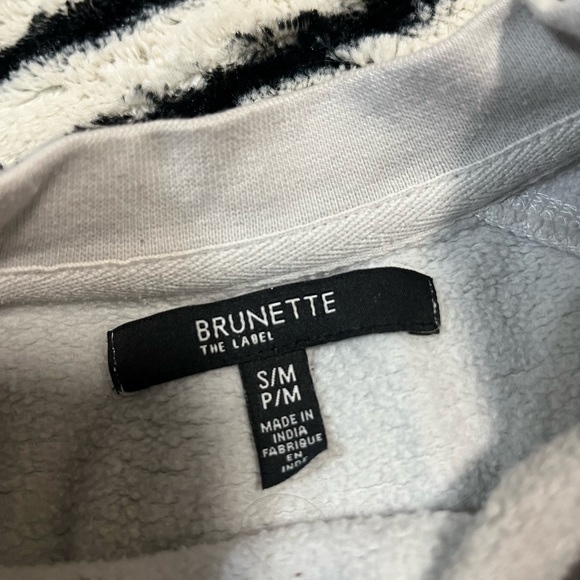 BRUNETTE
THE LABEL
S/M
P/M
MADE IN
INDIA
FABRIQUE
EN
INDE